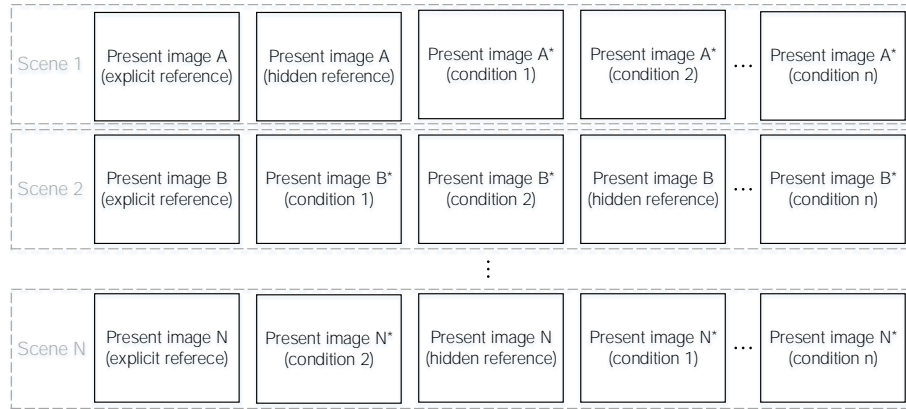 Scene 1
Present image A
(explicit reference)
Present image A
(hidden reference)
Present image A*
(condition 1)
Present image A*
(condition 2)
...
Present image A*
(condition n)
Scene 2
Present image B
(explicit reference)
Present image B*
(condition 1)
Present image B*
(condition 2)
Present image B
(hidden reference)
...
Present image B*
(condition n)
⋮
Scene N
Present image N
(explicit referece)
Present image N*
(condition 2)
Present image N
(hidden reference)
Present image N*
(condition 1)
...
Present image N*
(condition n)